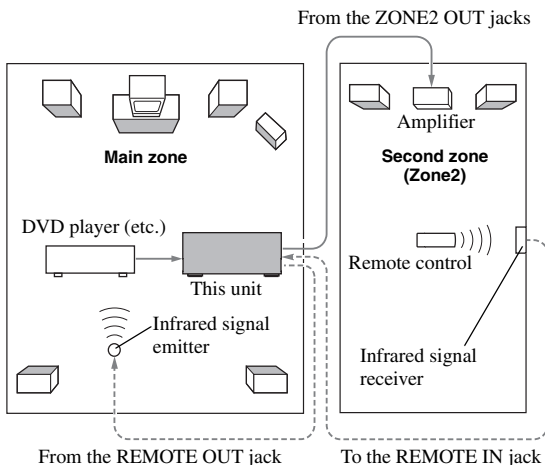 From the ZONE2 OUT jacks
Amplifier
Main zone
Second zone
(Zone2)
DVD player (etc.)
This unit
Remote control
Infrared signal
emitter
Infrared signal
receiver
From the REMOTE OUT jack
To the REMOTE IN jack